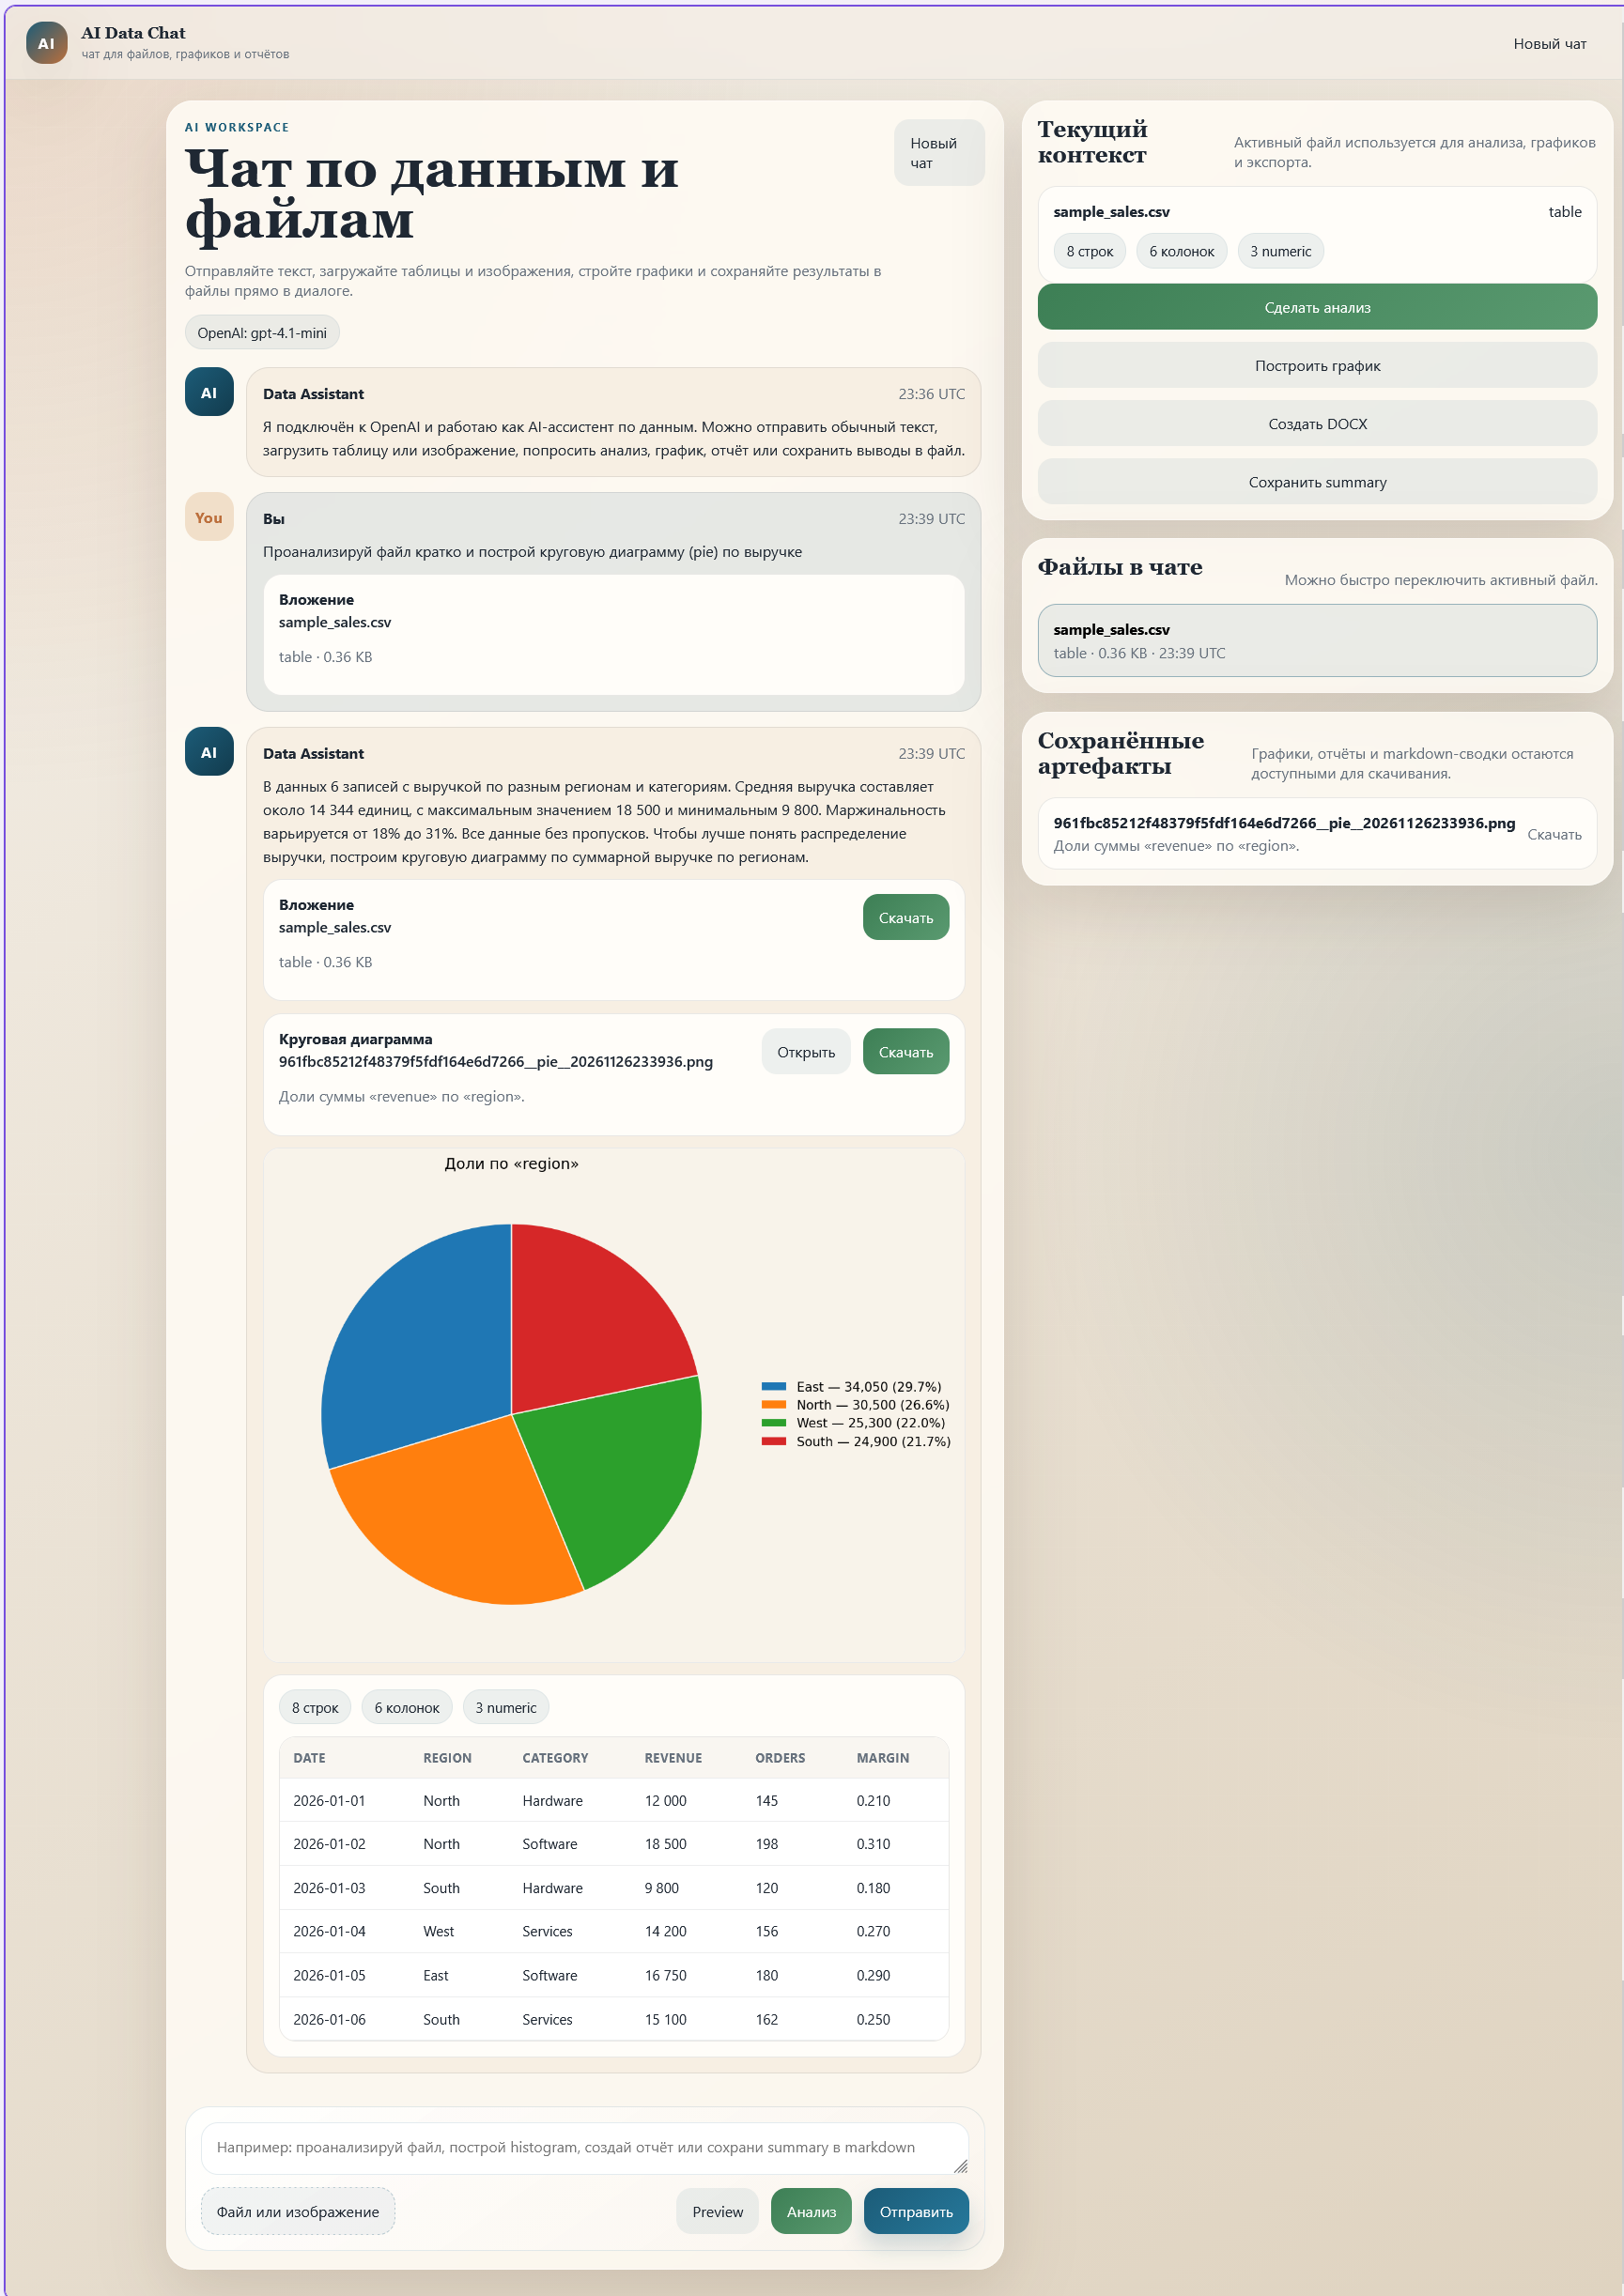 AI
AI Data Chat
чат для файлов, графиков и отчётов
Новый чат
AI WORKSPACE
Чат по данным и
файлам
Новый
чат
Отправляйте текст, загружайте таблицы и изображения, стройте графики и сохраняйте результаты в
файлы прямо в диалоге.
OpenAI: gpt-4.1-mini
AI
Data Assistant
23:36 UTC
Я подключён к OpenAI и работаю как AI-ассистент по данным. Можно отправить обычный текст,
загрузить таблицу или изображение, попросить анализ, график, отчёт или сохранить выводы в файл.
You
Вы
23:39 UTC
Проанализируй файл кратко и построй круговую диаграмму (pie) по выручке
Вложение
sample_sales.csv
table · 0.36 KB
AI
Data Assistant
23:39 UTC
В данных 6 записей с выручкой по разным регионам и категориям. Средняя выручка составляет
около 14 344 единиц, с максимальным значением 18 500 и минимальным 9 800. Маржинальность
варьируется от 18% до 31%. Все данные без пропусков. Чтобы лучше понять распределение
выручки, построим круговую диаграмму по суммарной выручке по регионам.
Вложение
sample_sales.csv
Скачать
table · 0.36 KB
Круговая диаграмма
961fbc85212f48379f5fdf164e6d7266__pie__20261126233936.png
Открыть
Скачать
Доли суммы «revenue» по «region».
Доли по «region»
East — 34,050 (29.7%)
North — 30,500 (26.6%)
West — 25,300 (22.0%)
South — 24,900 (21.7%)
8 строк 6 колонок 3 numeric
DATE REGION CATEGORY REVENUE ORDERS MARGIN
2026-01-01 North Hardware 12 000 145 0.210
2026-01-02 North Software 18 500 198 0.310
2026-01-03 South Hardware 9 800 120 0.180
2026-01-04 West Services 14 200 156 0.270
2026-01-05 East Software 16 750 180 0.290
2026-01-06 South Services 15 100 162 0.250
Например: проанализируй файл, построй histogram, создай отчёт или сохрани summary в markdown
Файл или изображение
Preview
Анализ
Отправить
Текущий
контекст
Активный файл используется для анализа, графиков
и экспорта.
sample_sales.csv
table
8 строк 6 колонок 3 numeric
Сделать анализ
Построить график
Создать DOCX
Сохранить summary
Файлы в чате
Можно быстро переключить активный файл.
sample_sales.csv
table · 0.36 KB · 23:39 UTC
Сохранённые
артефакты
Графики, отчёты и markdown-сводки остаются
доступными для скачивания.
961fbc85212f48379f5fdf164e6d7266__pie__20261126233936.png
Скачать
Доли суммы «revenue» по «region».